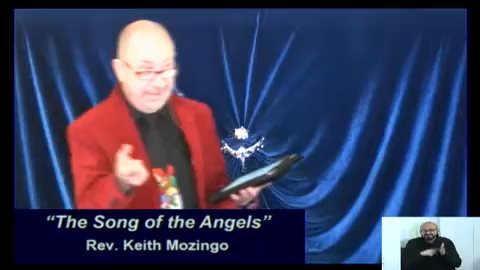 “The Song of the Angels”
Rev. Keith Mozingo